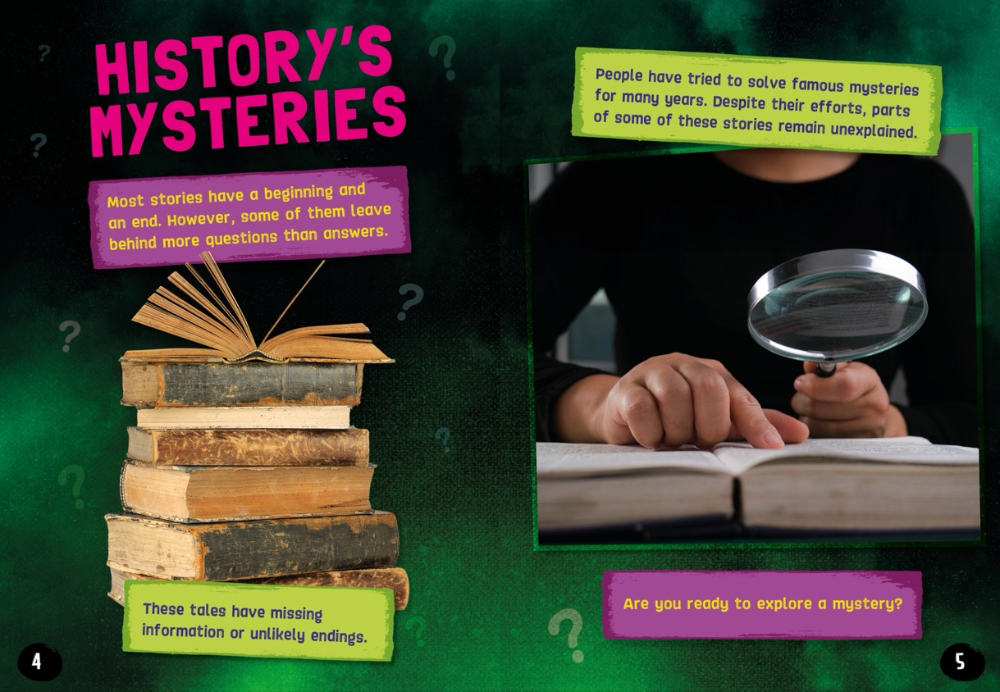 HISTORY'S
MYSTERIES
Most stories have a beginning and
an end. However, some of them leave
behind more questions than answers.
These tales have missing
information or unlikely endings.
4
People have tried to solve famous mysteries
for many years. Despite their efforts, parts
of some of these stories remain unexplained.
Are you ready to explore a mystery?
5